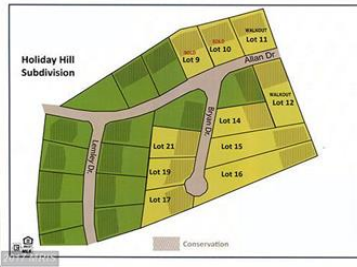 Holiday Hill
Subdivision
SOLD
Lot 9
SOLD
Lot 10
WALKOUT
Lot 11
Allan Dr
WALKOUT
Lot 12
Bryan Dr.
Lot 14
Lot 15
Lot 16
Lot 21
Lot 19
Lot 17
Lemley Dr.
Conservation